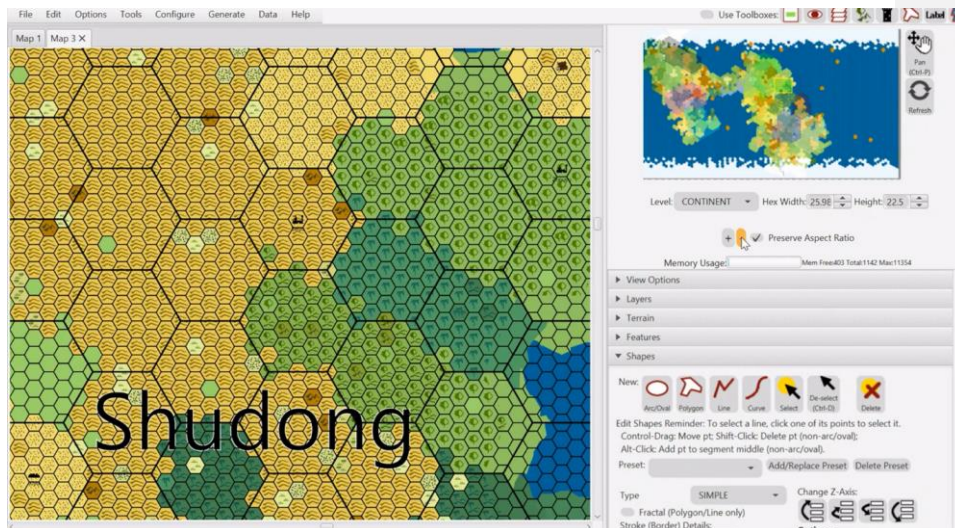 File Edit Options Tools Configure Generate Data Help
Use Toolboxes: Label
Map 1 Map 3 ✕
Pan
(Ctrl-P)
Refresh
Level: CONTINENT Hex Width: 25.98 Height: 22.5
+ Preserve Aspect Ratio
Memory Usage: Mem Free:403 Total:1142 Max:11354
View Options
Layers
Terrain
Features
Shapes
New:
Arc/Oval Polygon Line Curve Select De-select Delete
(Ctrl-D)
Edit Shapes Reminder: To select a line, click one of its points to select it.
Control-Drag: Move pt; Shift-Click: Delete pt (non-arc/oval);
Alt-Click: Add pt to segment middle (non-arc/oval).
Preset: Add/Replace Preset Delete Preset
Type SIMPLE Change Z-Axis:
Fractal (Polygon/Line only)
Stroke (Border) Details:
Shudong